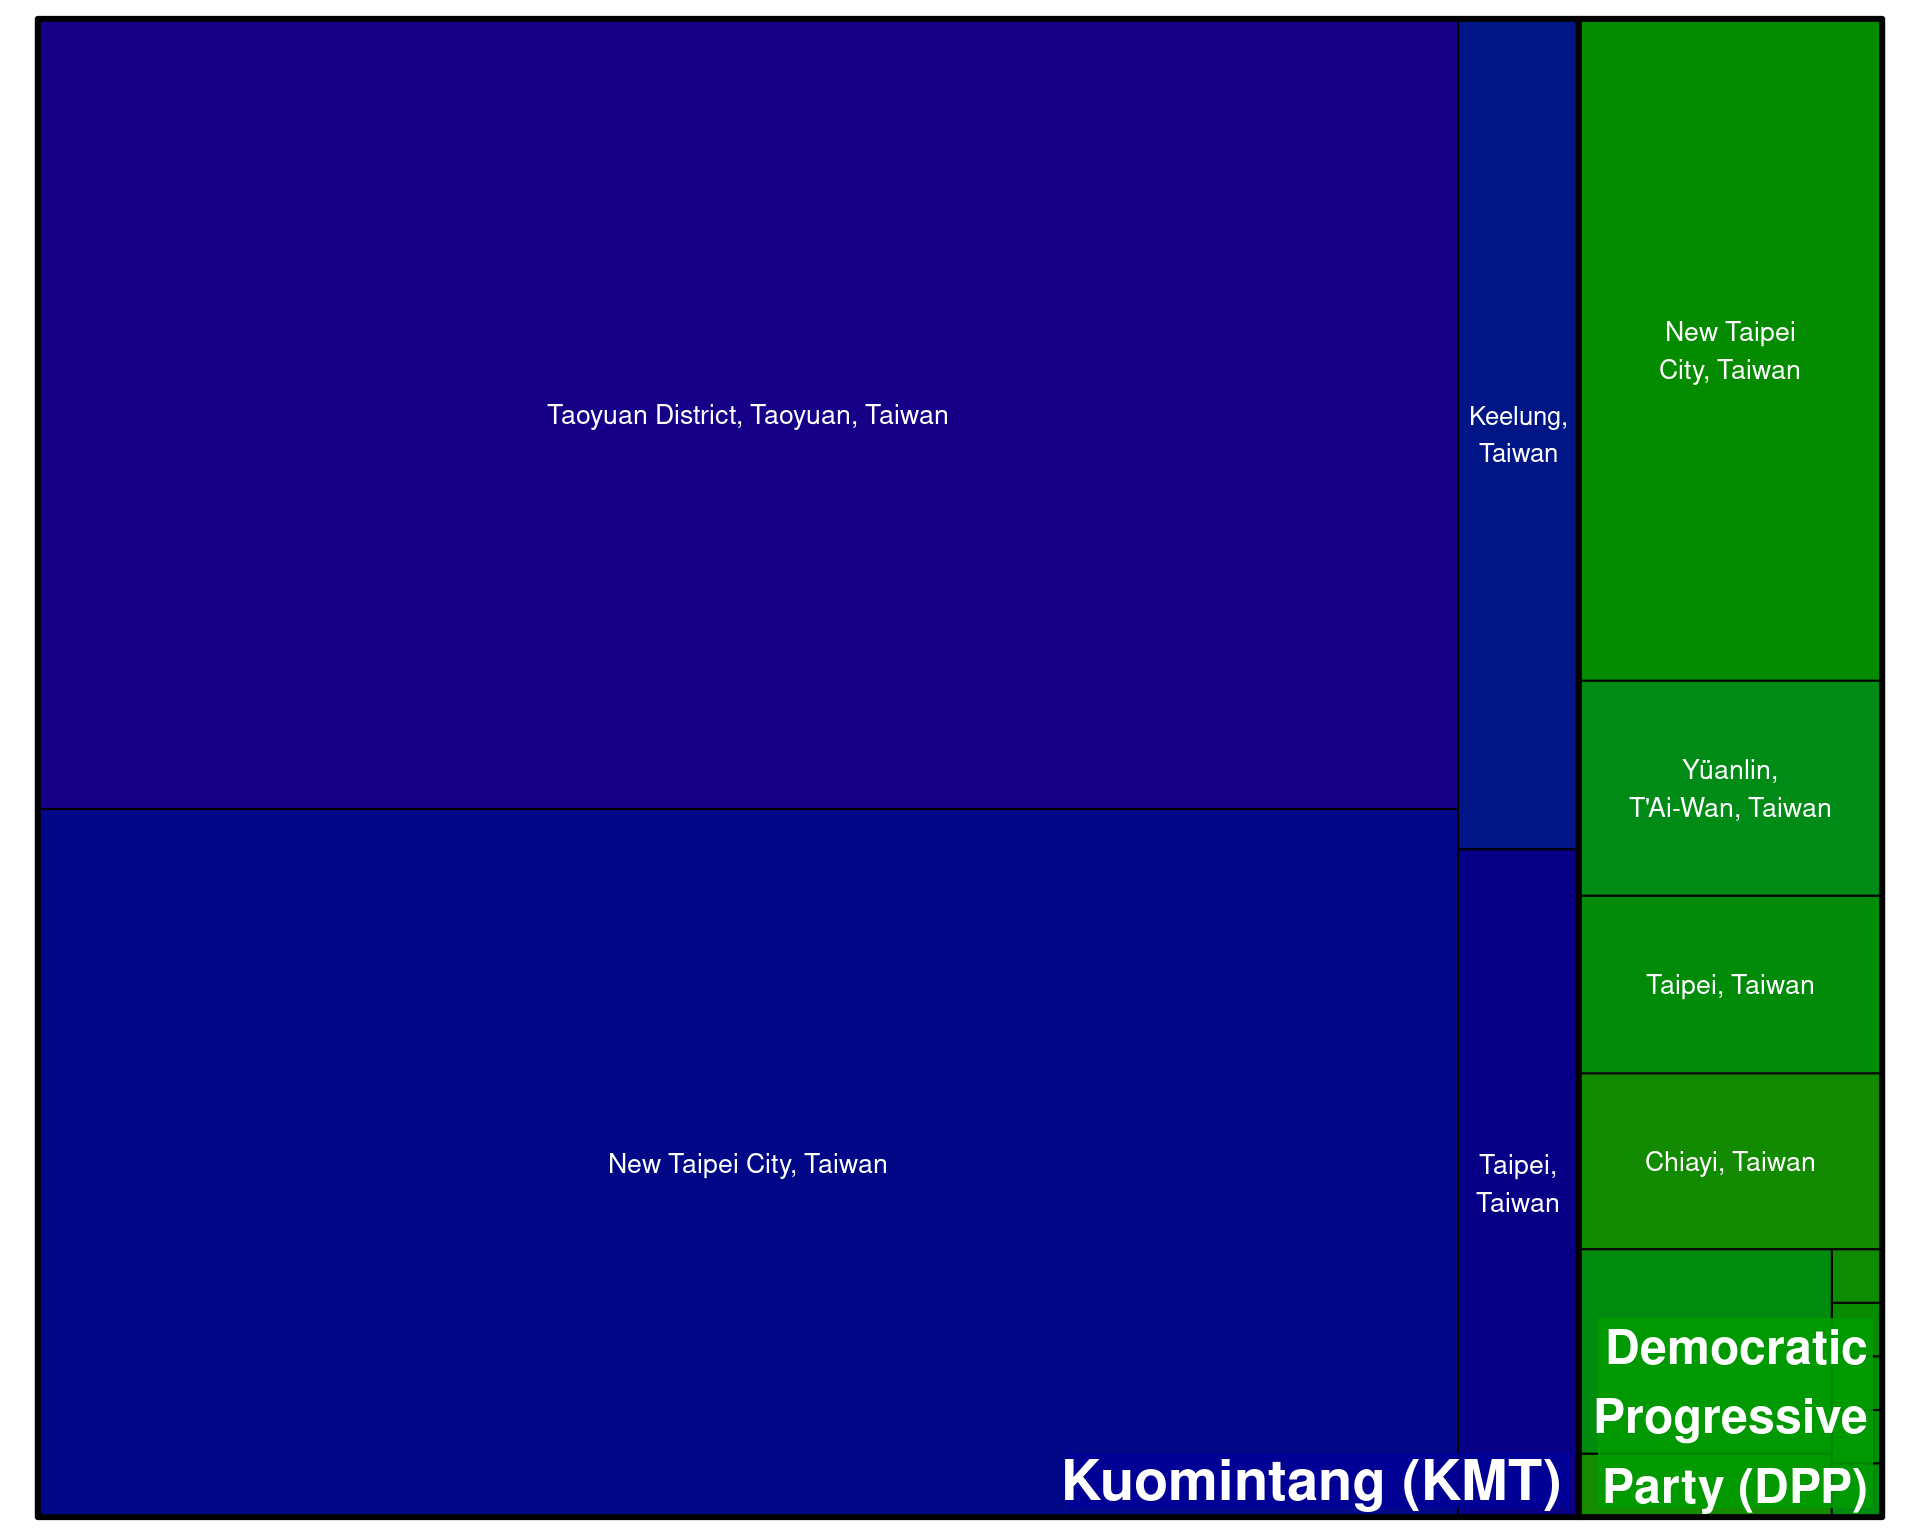 Taoyuan District, Taoyuan, Taiwan
New Taipei City, Taiwan
Keelung,
Taiwan
Taipei,
Taiwan
Kuomintang (KMT)
New Taipei
City, Taiwan
Yüanlin,
T'Ai-Wan, Taiwan
Taipei, Taiwan
Chiayi, Taiwan
Democratic
Progressive
Party (DPP)